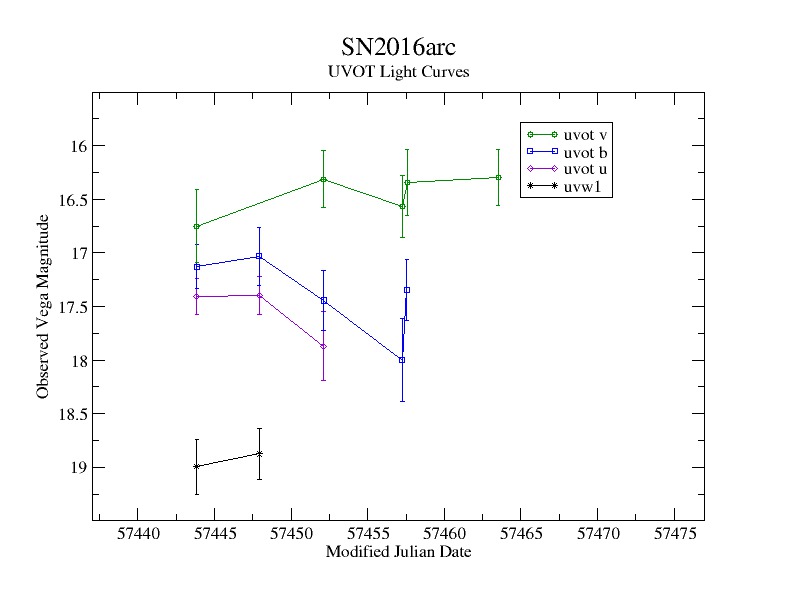 SN2016arc
UVOT Light Curves
uvot v
uvot b
uvot u
uvw1
Observed Vega Magnitude
16
16.5
17
17.5
18
18.5
19
57440 57445 57450 57455 57460 57465 57470 57475
Modified Julian Date